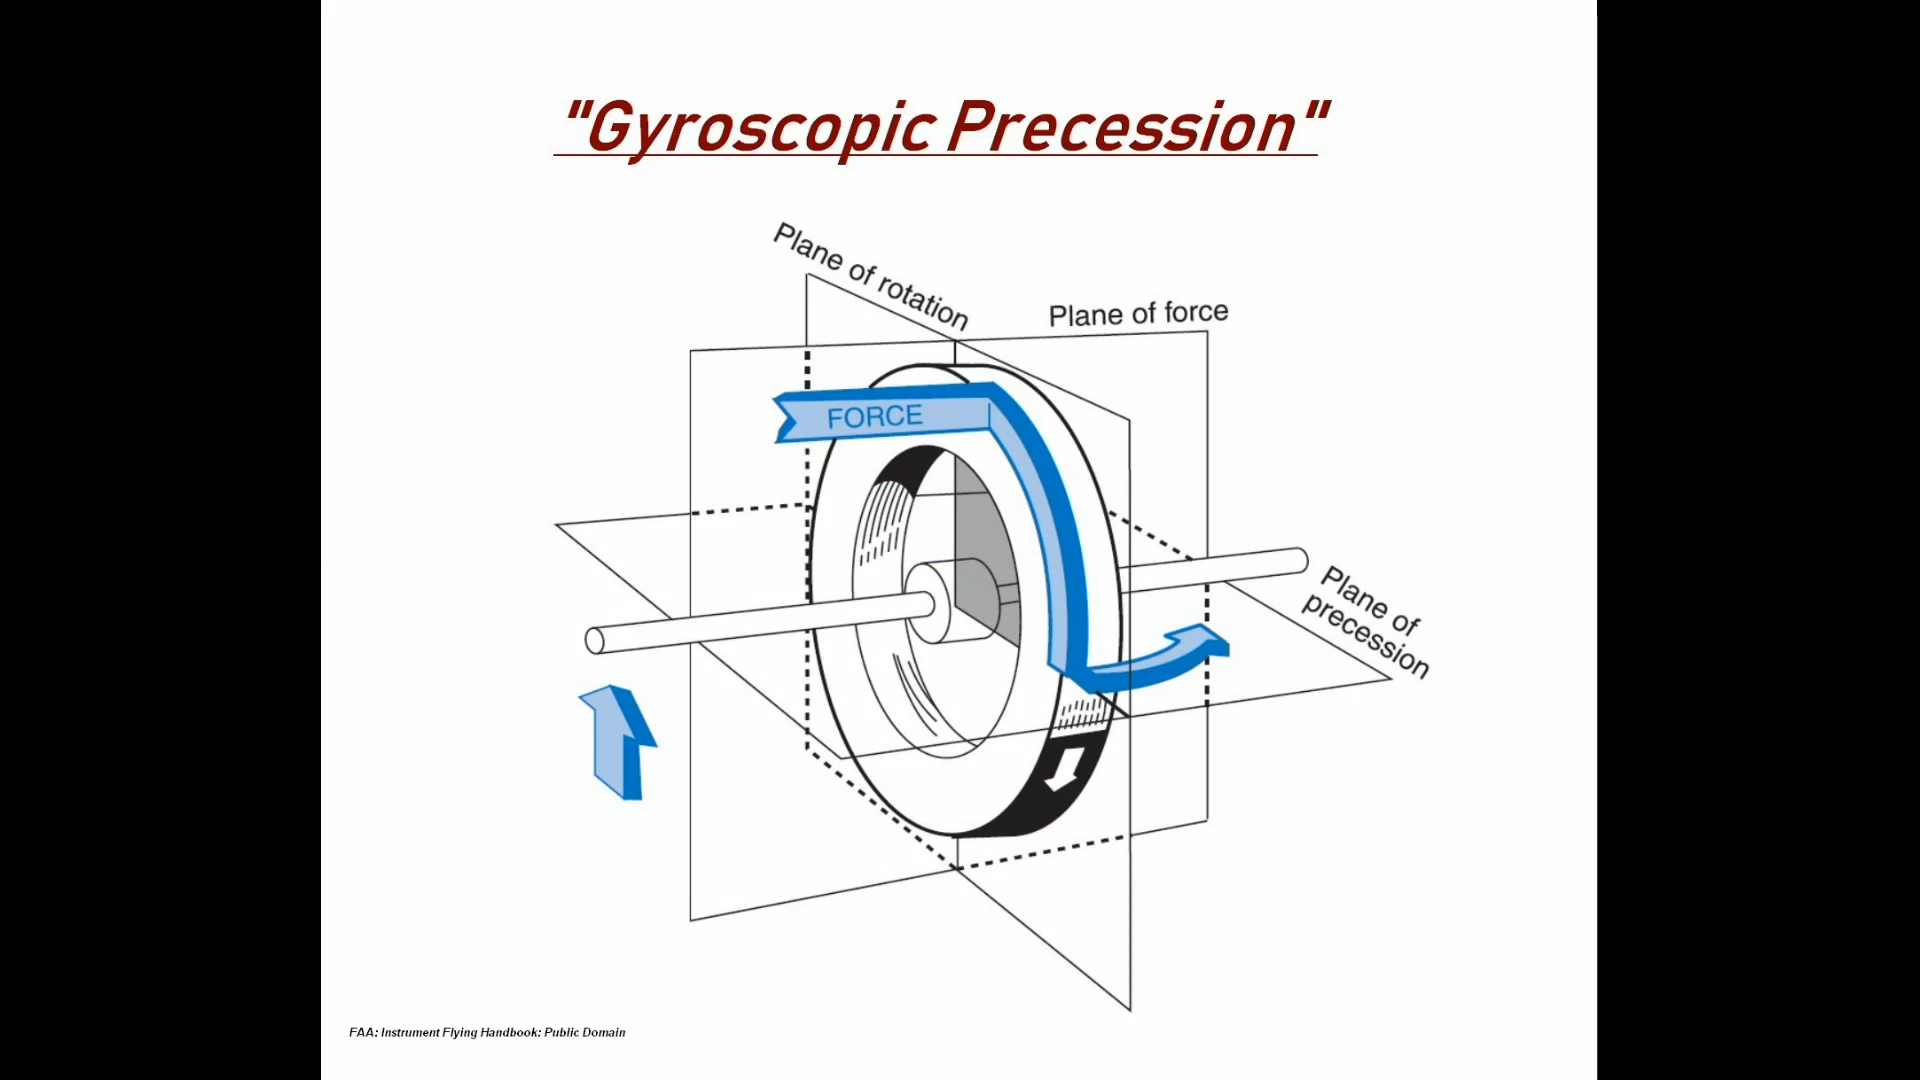 "Gyroscopic Precession"
Plane of rotation
Plane of force
FORCE
Plane of
precession
FAA: Instrument Flying Handbook: Public Domain